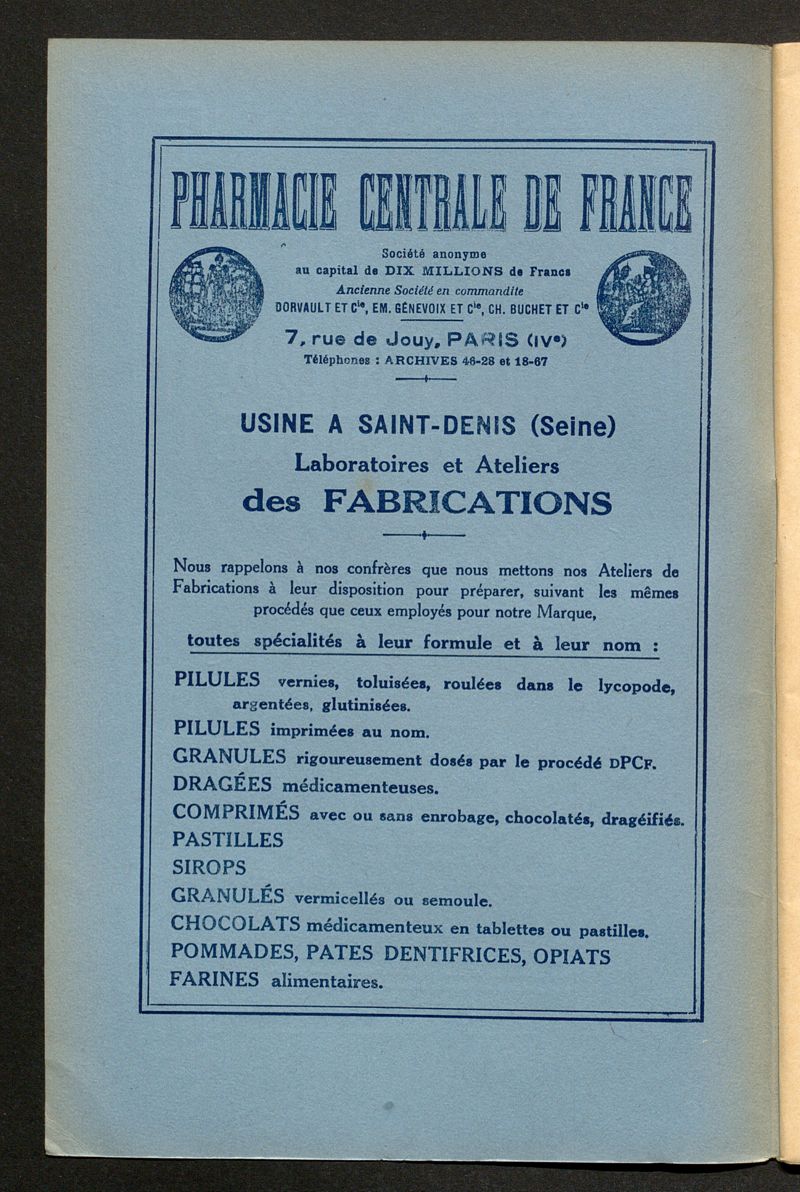 PHARMACIE CENTRALE DE FRANCE
Société anonyme
au capital de DIX MILLIONS de Francs
Ancienne Société en commandite
DORVAULT ET Cie, EM. GÉNEVOIX ET Cie, CH. BUCHET ET Cie
7, rue de Jouy, PARIS (IVe)
Téléphones : ARCHIVES 46-28 et 18-67
USINE A SAINT-DENIS (Seine)
Laboratoires et Ateliers
des FABRICATIONS
Nous rappelons à nos confrères que nous mettons nos Ateliers de
Fabrications à leur disposition pour préparer, suivant les mêmes
procédés que ceux employés pour notre Marque,
toutes spécialités à leur formule et à leur nom :
PILULES vernies, toluisées, roulées dans le lycopode,
argentées, glutinisées.
PILULES imprimées au nom.
GRANULES rigoureusement dosés par le procédé DPCF.
DRAGÉES médicamenteuses.
COMPRIMÉS avec ou sans enrobage, chocolatés, dragéifiés.
PASTILLES
SIROPS
GRANULÉS vermicellés ou semoule.
CHOCOLATS médicamenteux en tablettes ou pastilles.
POMMADES, PATES DENTIFRICES, OPIATS
FARINES alimentaires.